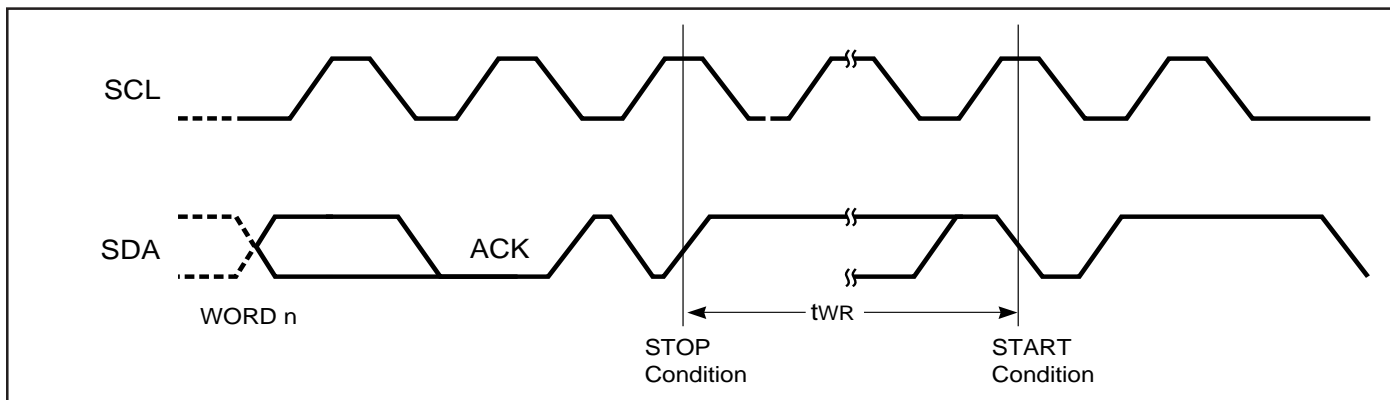 SCL
SDA
ACK
WORD n
tWR
STOP
Condition
START
Condition